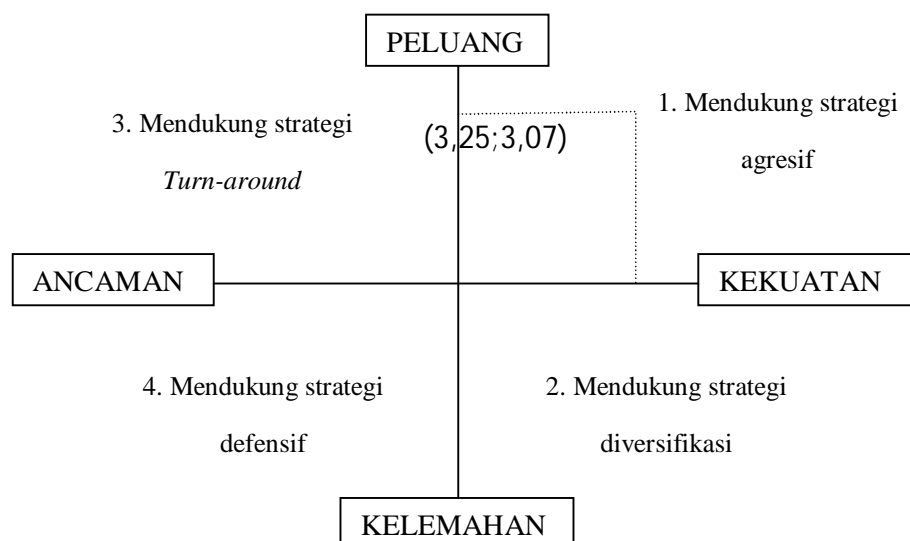 PELUANG
1. Mendukung strategi
agresif
3. Mendukung strategi
Turn-around
(3,25;3,07)
ANCAMAN
KEKUATAN
4. Mendukung strategi
defensif
2. Mendukung strategi
diversifikasi
KELEMAHAN